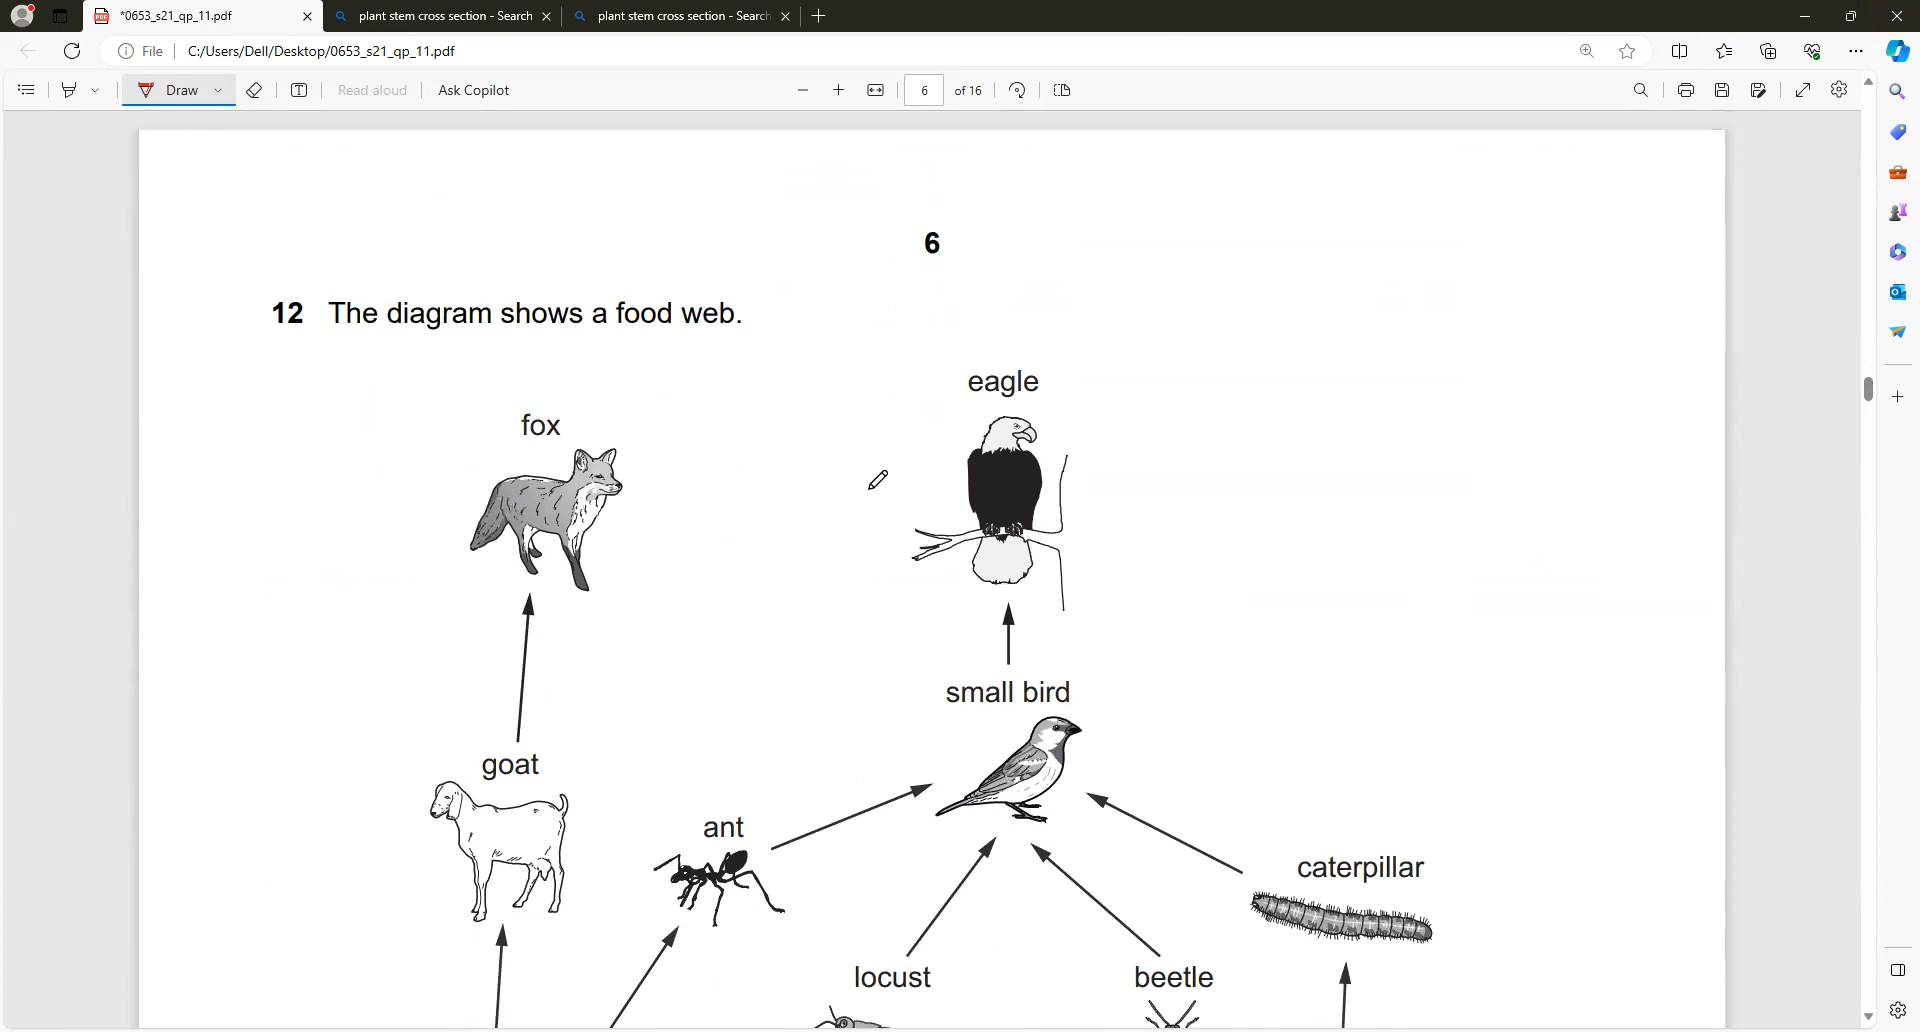 *0653_s21_qp_11.pdf
plant stem cross section - Search
plant stem cross section - Search
File
C:/Users/Dell/Desktop/0653_s21_qp_11.pdf
Draw
Read aloud
Ask Copilot
6
of 16
6
12 The diagram shows a food web.
eagle
fox
small bird
goat
ant
caterpillar
locust
beetle